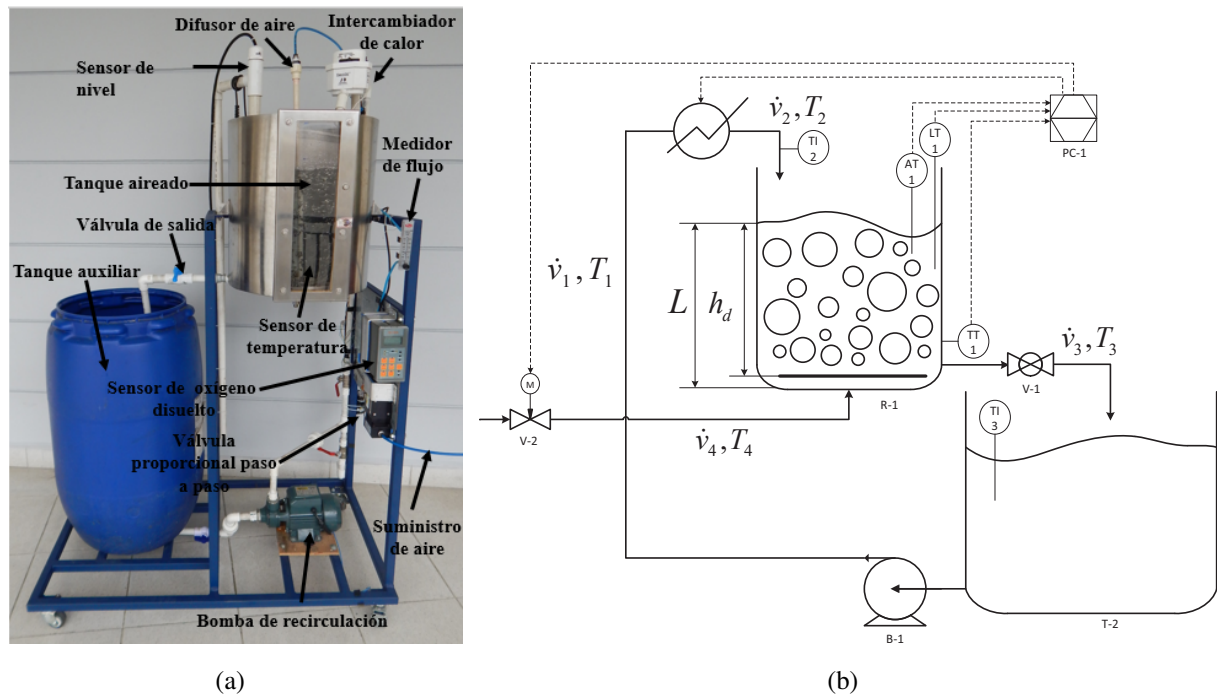 Difusor de aire
Intercambiador
de calor
Sensor de
nivel
Medidor
de flujo
Tanque aireado
Válvula de salida
Tanque auxiliar
Sensor de
temperatura
Sensor de oxígeno
disuelto
Válvula
proporcional paso
a paso
Suministro
de aire
Bomba de recirculación
(a)
v̇₂, T₂
TI
2
LT
1
AT
1
PC-1
v̇₁, T₁
L
h_d
TT
1
v̇₃, T₃
V-1
M
R-1
V-2
v̇₄, T₄
TI
3
B-1
T-2
(b)